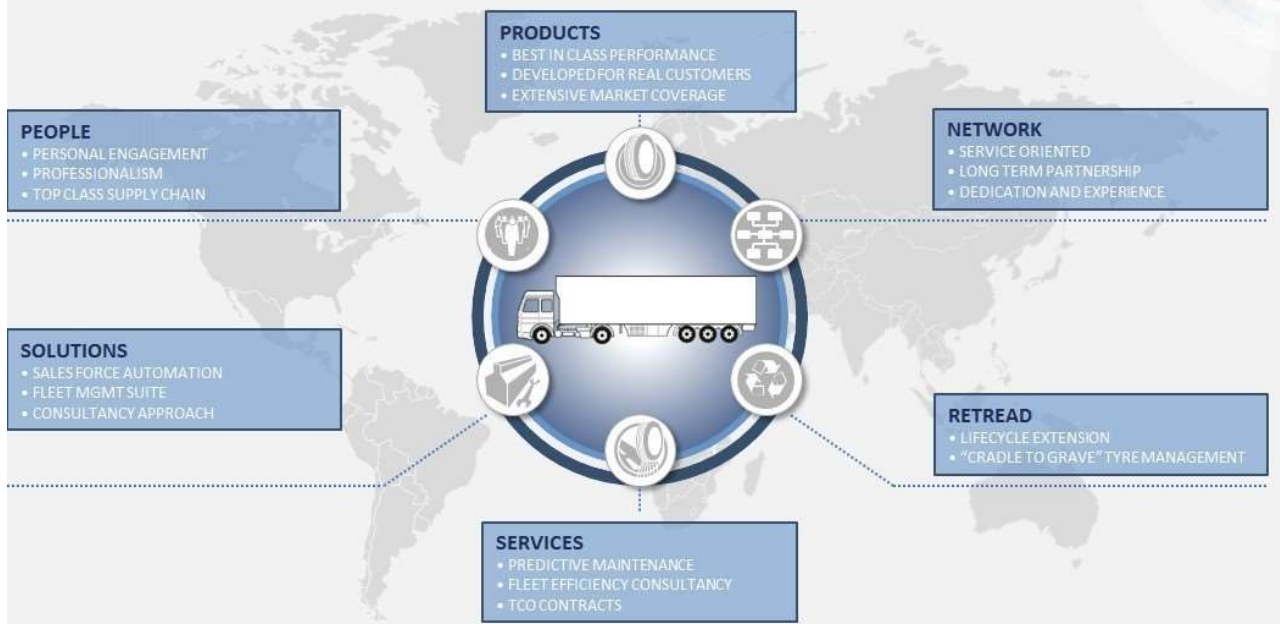 PRODUCTS
• BEST IN CLASS PERFORMANCE
• DEVELOPED FOR REAL CUSTOMERS
• EXTENSIVE MARKET COVERAGE
PEOPLE
• PERSONAL ENGAGEMENT
• PROFESSIONALISM
• TOP CLASS SUPPLY CHAIN
NETWORK
• SERVICE ORIENTED
• LONG TERM PARTNERSHIP
• DEDICATION AND EXPERIENCE
SOLUTIONS
• SALES FORCE AUTOMATION
• FLEET MGMT SUITE
• CONSULTANCY APPROACH
RETREAD
• LIFECYCLE EXTENSION
• “CRADLE TO GRAVE” TYRE MANAGEMENT
SERVICES
• PREDICTIVE MAINTENANCE
• FLEET EFFICIENCY CONSULTANCY
• TCO CONTRACTS